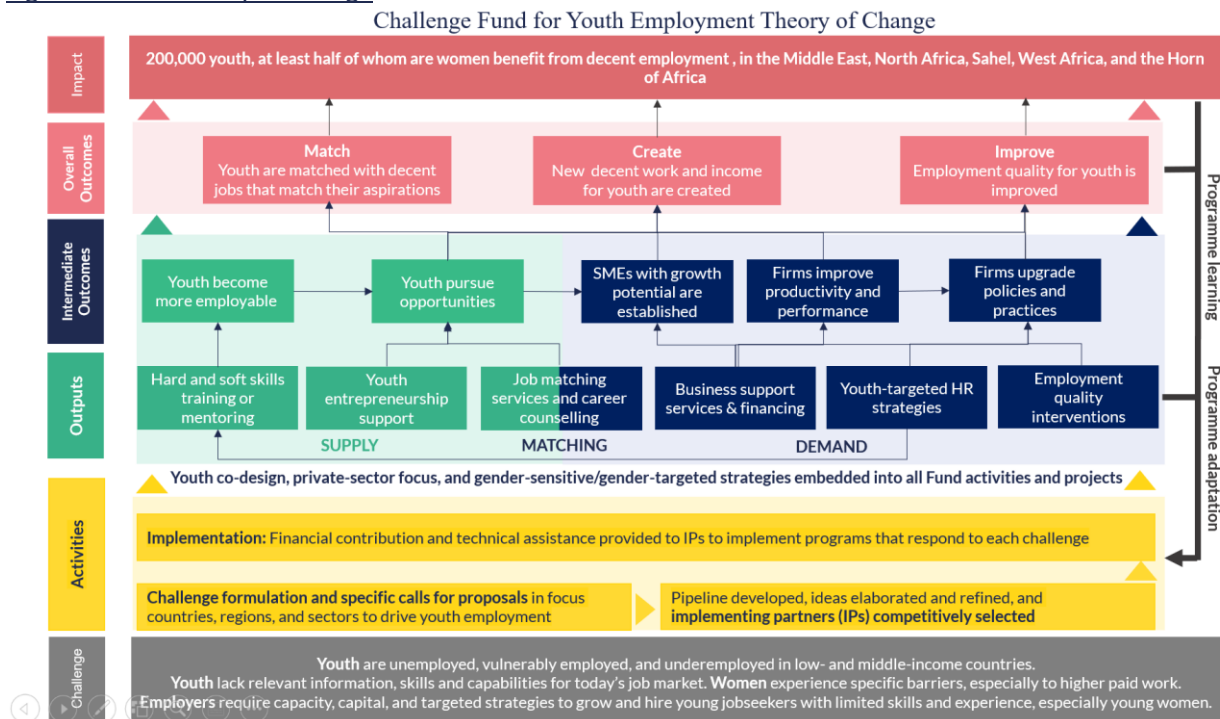 Challenge Fund for Youth Employment Theory of Change
Impact
200,000 youth, at least half of whom are women benefit from decent employment , in the Middle East, North Africa, Sahel, West Africa, and the Horn
of Africa
Overall
Outcomes
Match
Youth are matched with decent
jobs that match their aspirations
Create
New decent work and income
for youth are created
Improve
Employment quality for youth is
improved
Intermediate
Outcomes
Youth become
more employable
Youth pursue
opportunities
SMEs with growth
potential are
established
Firms improve
productivity and
performance
Firms upgrade
policies and
practices
Outputs
Hard and soft skills
training or
mentoring
Youth
entrepreneurship
support
Job matching
services and career
counselling
Business support
services & financing
Youth-targeted HR
strategies
Employment
quality
interventions
SUPPLY
MATCHING
DEMAND
Programme learning
Programme adaptation
Youth co-design, private-sector focus, and gender-sensitive/gender-targeted strategies embedded into all Fund activities and projects
Activities
Implementation: Financial contribution and technical assistance provided to IPs to implement programs that respond to each challenge
Challenge formulation and specific calls for proposals in focus
countries, regions, and sectors to drive youth employment
Pipeline developed, ideas elaborated and refined, and
implementing partners (IPs) competitively selected
Challenge
Youth are unemployed, vulnerably employed, and underemployed in low- and middle-income countries.
Youth lack relevant information, skills and capabilities for today's job market. Women experience specific barriers, especially to higher paid work.
Employers require capacity, capital, and targeted strategies to grow and hire young jobseekers with limited skills and experience, especially young women.